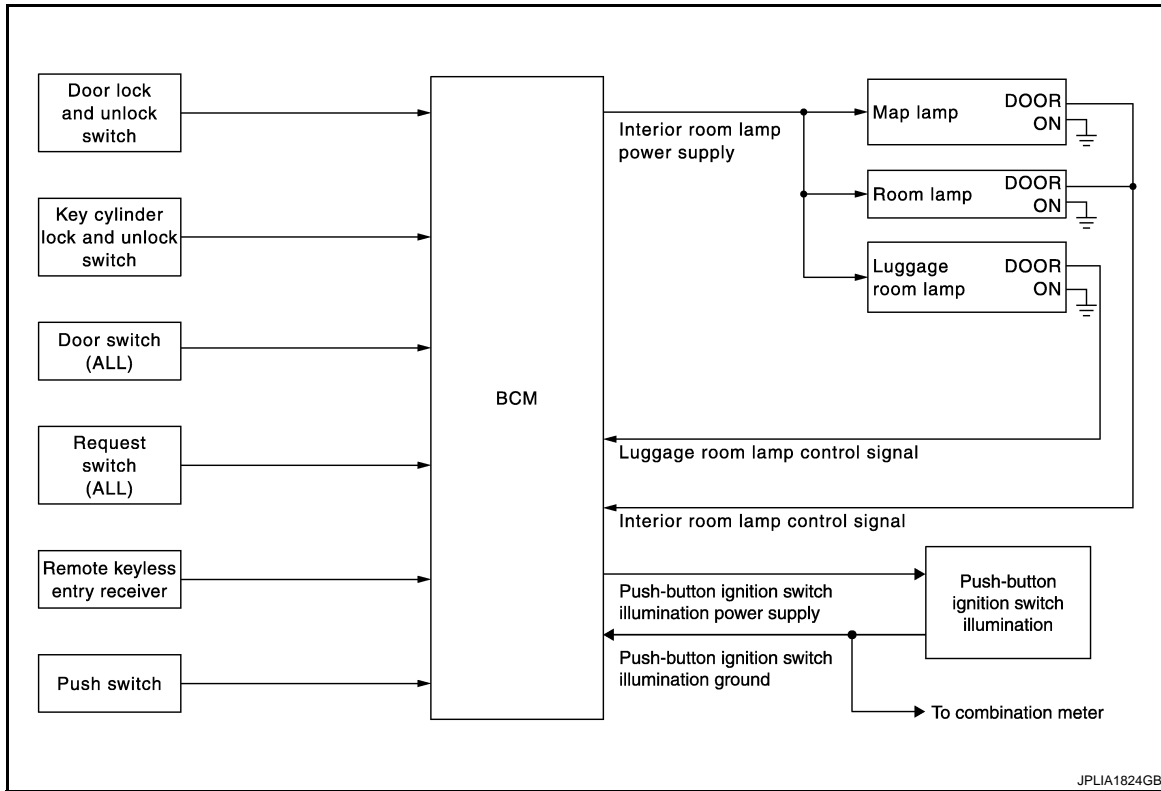 Door lock
and unlock
switch
Key cylinder
lock and unlock
switch
Door switch
(ALL)
Request
switch
(ALL)
Remote keyless
entry receiver
Push switch
BCM
Interior room lamp
power supply
Map lamp
DOOR
ON
Room lamp
DOOR
ON
Luggage
room lamp
DOOR
ON
Luggage room lamp control signal
Interior room lamp control signal
Push-button ignition switch
illumination power supply
Push-button ignition switch
illumination ground
Push-button
ignition switch
illumination
To combination meter
JPLIA1824GB